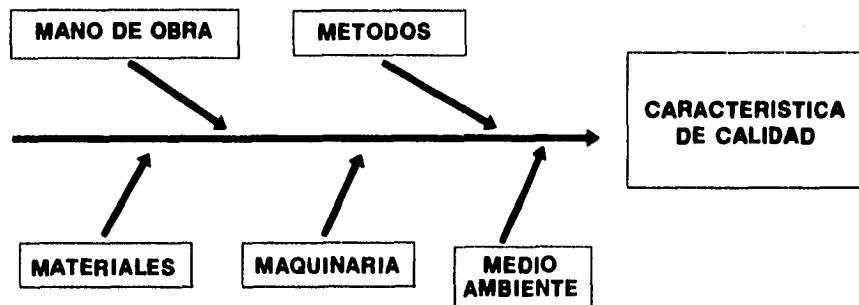 MANO DE OBRA
METODOS
CARACTERISTICA
DE CALIDAD
MATERIALES
MAQUINARIA
MEDIO
AMBIENTE